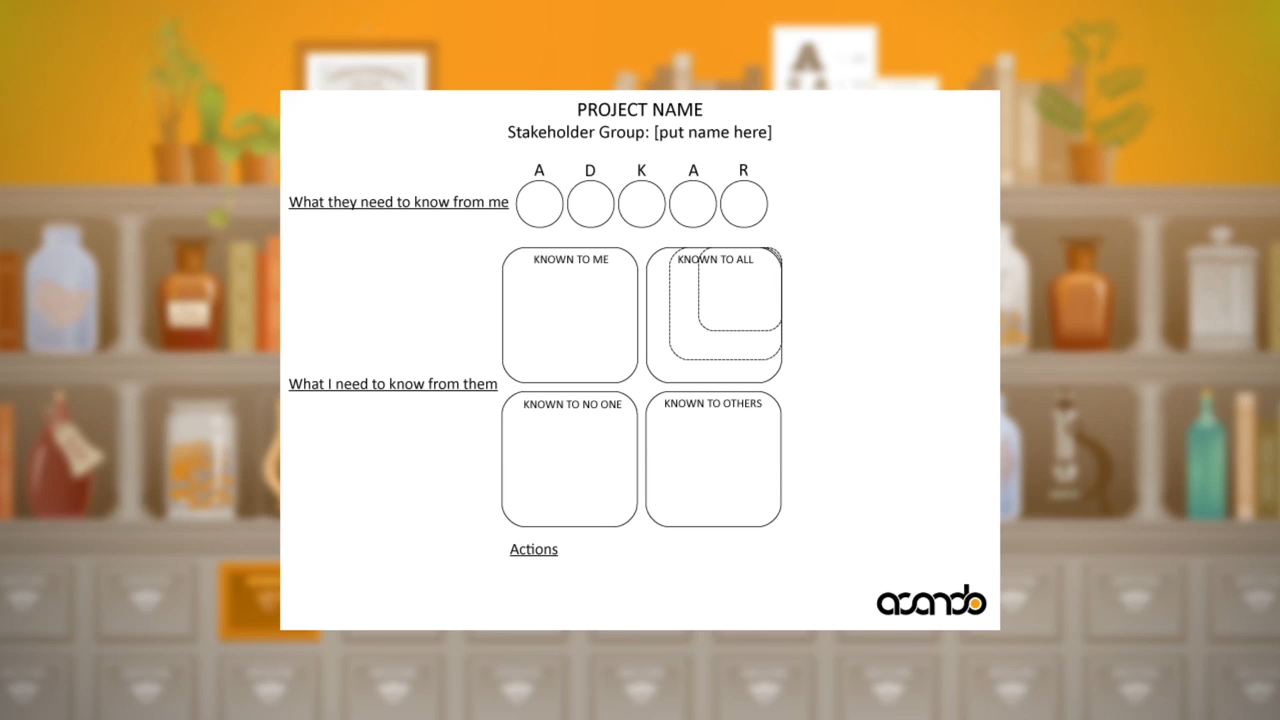 PROJECT NAME
Stakeholder Group: [put name here]
A D K A R
What they need to know from me
KNOWN TO ME
KNOWN TO ALL
What I need to know from them
KNOWN TO NO ONE
KNOWN TO OTHERS
Actions
acando
A